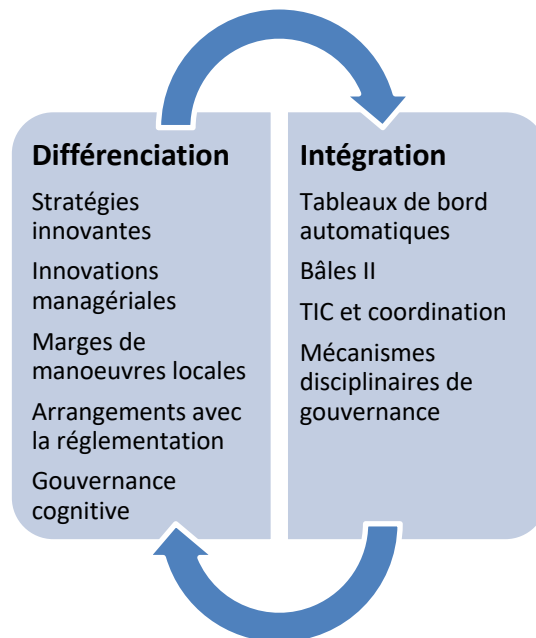 Différenciation
Stratégies
innovantes
Innovations
managériales
Marges de
manoeuvres locales
Arrangements avec
la réglementation
Gouvernance
cognitive
Intégration
Tableaux de bord
automatiques
Bâles II
TIC et coordination
Mécanismes
disciplinaires de
gouvernance